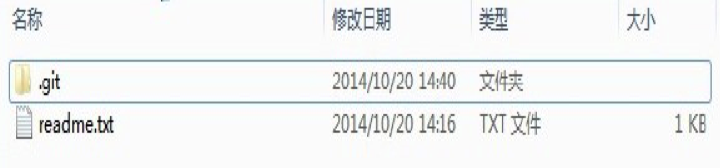 名称 修改日期 类型 大小
.git 2014/10/20 14:40 文件夹
readme.txt 2014/10/20 14:16 TXT 文件 1 KB